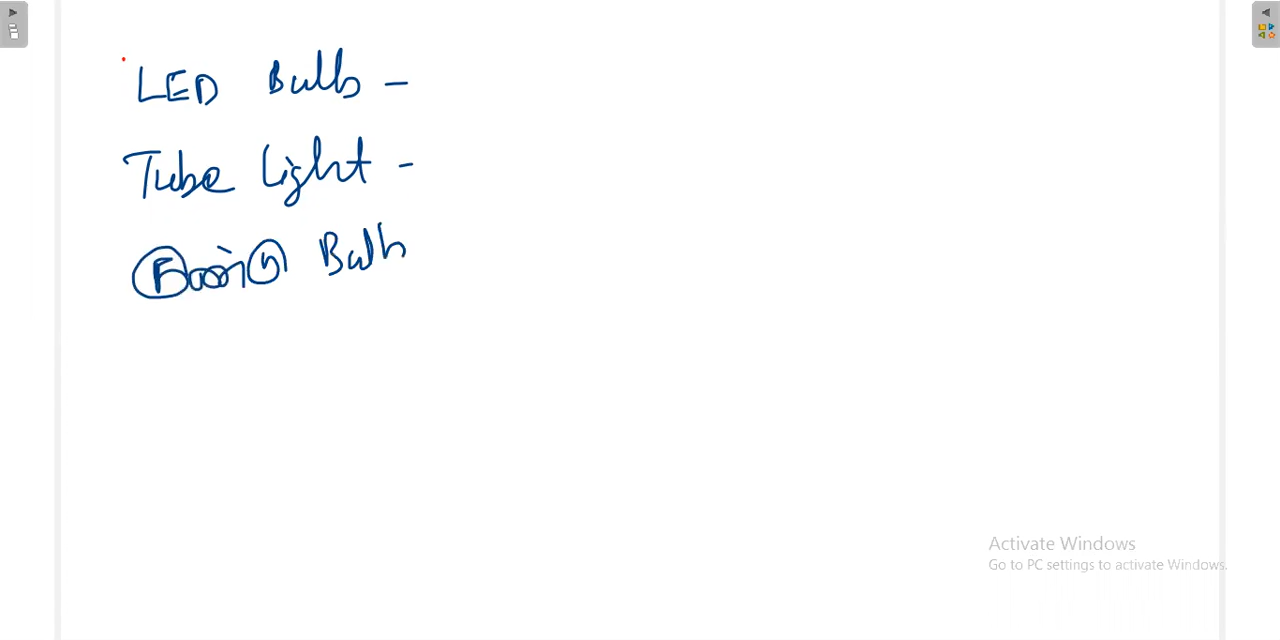 LED Bulb -
Tube Light -
Bulb
Activate Windows
Go to PC settings to activate Windows.